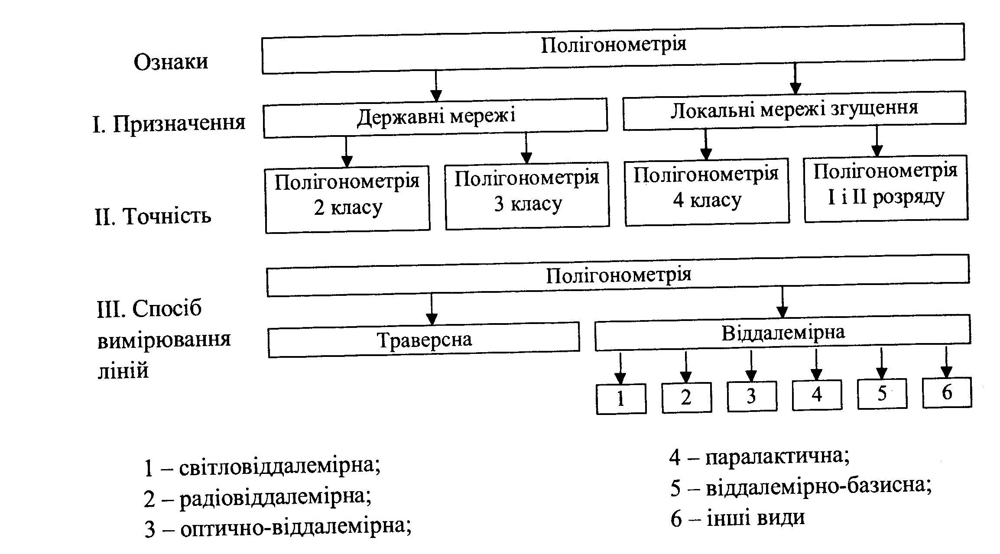 Ознаки
Полігонометрія
І. Призначення
Державні мережі
Локальні мережі згущення
ІІ. Точність
Полігонометрія
2 класу
Полігонометрія
3 класу
Полігонометрія
4 класу
Полігонометрія
І і ІІ розряду
Полігонометрія
ІІІ. Спосіб
вимірювання
ліній
Траверсна
Віддалемірна
1
2
3
4
5
6
1 – світловіддалемірна;
2 – радіовіддалемірна;
3 – оптично-віддалемірна;
4 – паралактична;
5 – віддалемірно-базисна;
6 – інші види